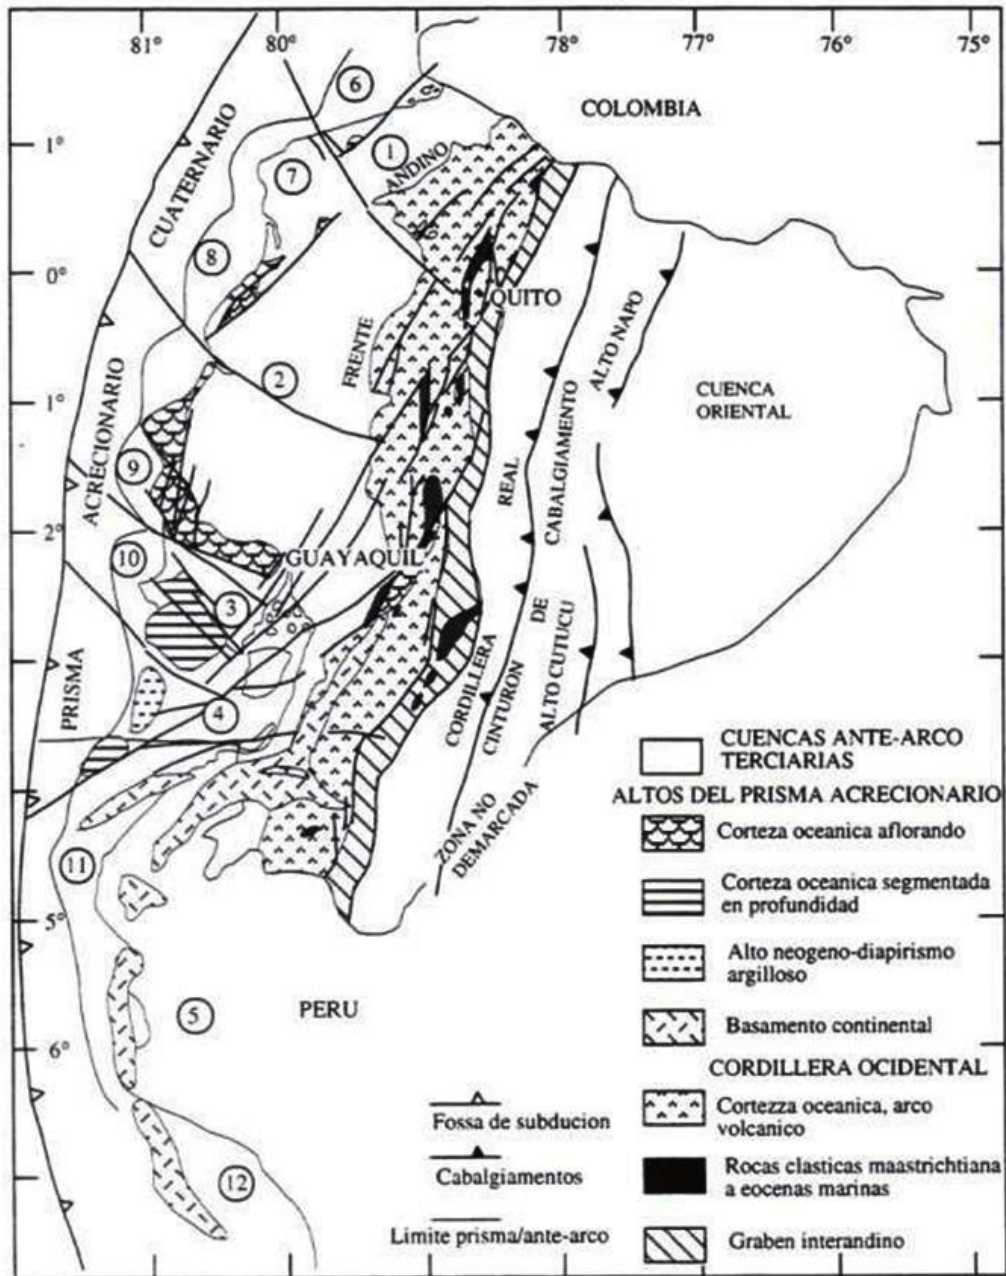 81° 80° 78° 77° 76° 75°
COLOMBIA
6
1°
1
ANDINO
CUATERNARIO
7
8
0°
QUITO
ALTO NAPO
FRENTE
2
CUENCA
ORIENTAL
1°
ACRECIONARIO
9
REAL
CABALGIAMENTO
2°
10
GUAYAQUIL
3
DE
ALTO CUTUCU
PRISMA
CORDILLERA
CINTURON
4
ZONA NO
DEMARCADA
11
5°
5
PERU
6°
12
CUENCAS ANTE-ARCO
TERCIARIAS
ALTOS DEL PRISMA ACRECIONARIO
Corteza oceanica aflorando
Corteza oceanica segmentada
en profundidad
Alto neogeno-diapirismo
argilloso
Basamento continental
CORDILLERA OCIDENTAL
Cortezza oceanica, arco
volcanico
Rocas clasticas maastrichtiana
a eocenas marinas
Graben interandino
Fossa de subducion
Cabalgiamentos
Limite prisma/ante-arco